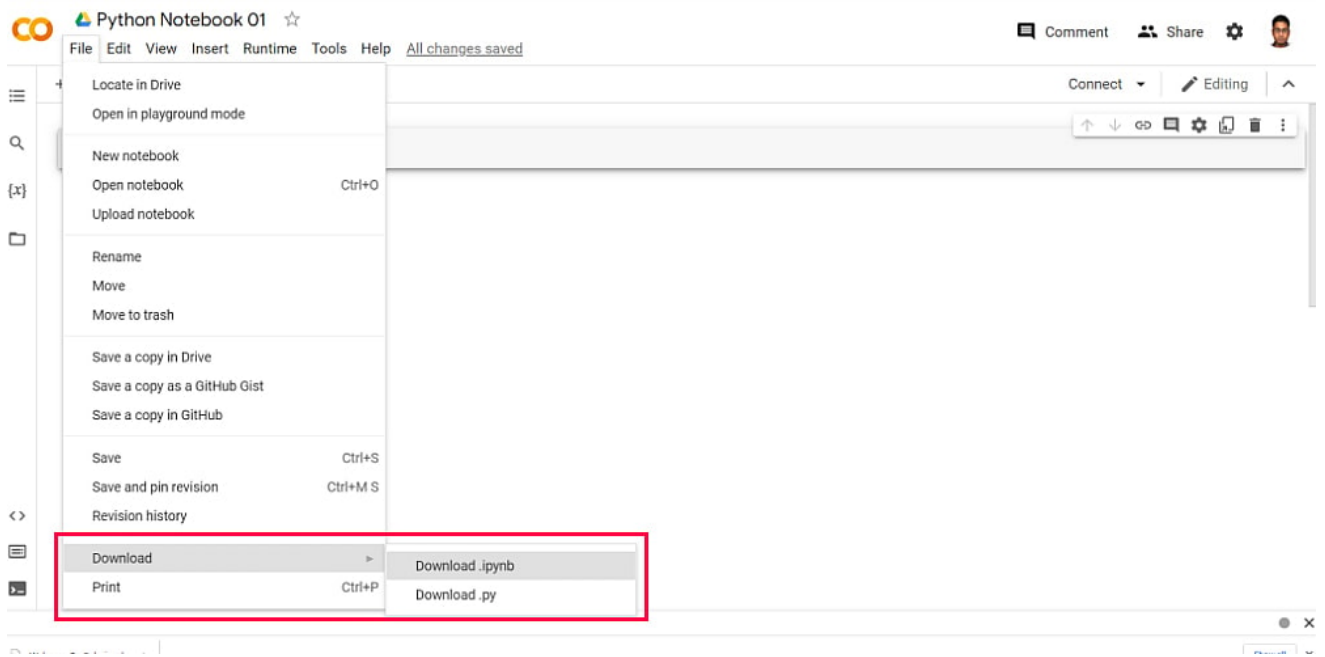 CO
Python Notebook 01
File Edit View Insert Runtime Tools Help All changes saved
Comment Share
Connect Editing
Locate in Drive
Open in playground mode
New notebook
Open notebook Ctrl+O
Upload notebook
Rename
Move
Move to trash
Save a copy in Drive
Save a copy as a GitHub Gist
Save a copy in GitHub
Save Ctrl+S
Save and pin revision Ctrl+M S
Revision history
Download
Download .ipynb
Print Ctrl+P
Download .py
{x}